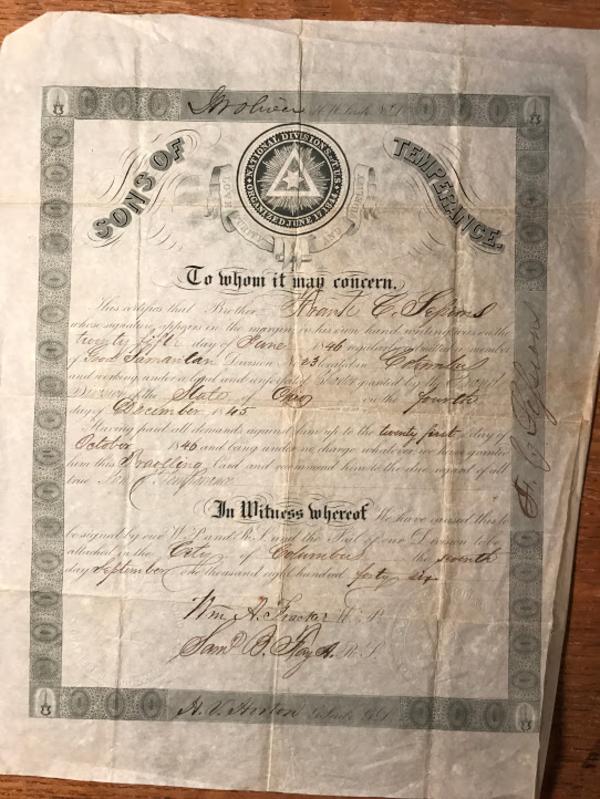 SONS OF TEMPERANCE.
NATIONAL DIVISION OF THE U.S.
ORGANIZED JUNE 17 1844
To whom it may concern.
This certifies that Brother Frank C. Sessions
whose signature appears in the margin in his own hand writing was on the
twenty fifth day of June 1846 regularly admitted a member
of Good Samaritan Division No 23 located in Columbus
and working under a legal and unforfeited Charter granted by the Grand
Division of the State of Ohio on the fourth
day of December 1845
Having paid all demands against him up to the twenty first day of
October 1846 and being under no charge whatever we have granted
him this Travelling Card and recommend him to the due regard of all
true Sons of Temperance
In Witness whereof We have caused this to
be signed by our W.P. and R.S. and the Seal of our Division to be
attached in the City of Columbus the seventh
day September One thousand eight hundred forty six
Wm A. W. P.
Saml B. R. S.
F. C. Sessions